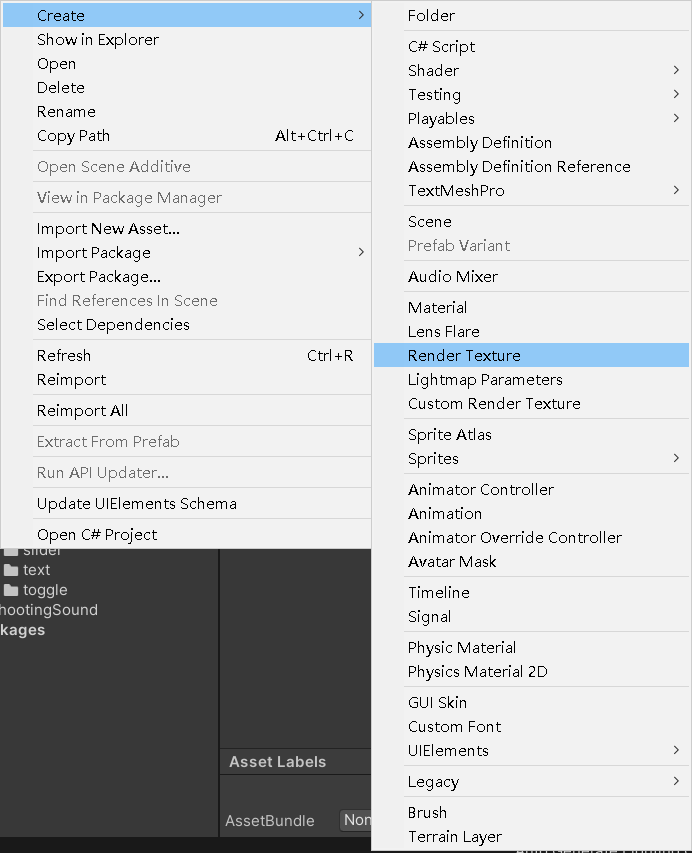 Create
Show in Explorer
Open
Delete
Rename
Copy Path Alt+Ctrl+C
Open Scene Additive
View in Package Manager
Import New Asset...
Import Package
Export Package...
Find References In Scene
Select Dependencies
Refresh Ctrl+R
Reimport
Reimport All
Extract From Prefab
Run API Updater...
Update UIElements Schema
Open C# Project
Folder
C# Script
Shader
Testing
Playables
Assembly Definition
Assembly Definition Reference
TextMeshPro
Scene
Prefab Variant
Audio Mixer
Material
Lens Flare
Render Texture
Lightmap Parameters
Custom Render Texture
Sprite Atlas
Sprites
Animator Controller
Animation
Animator Override Controller
Avatar Mask
Timeline
Signal
Physic Material
Physics Material 2D
GUI Skin
Custom Font
UIElements
Legacy
Brush
Terrain Layer
slider
text
toggle
hootingSound
kages
Asset Labels
AssetBundle Non